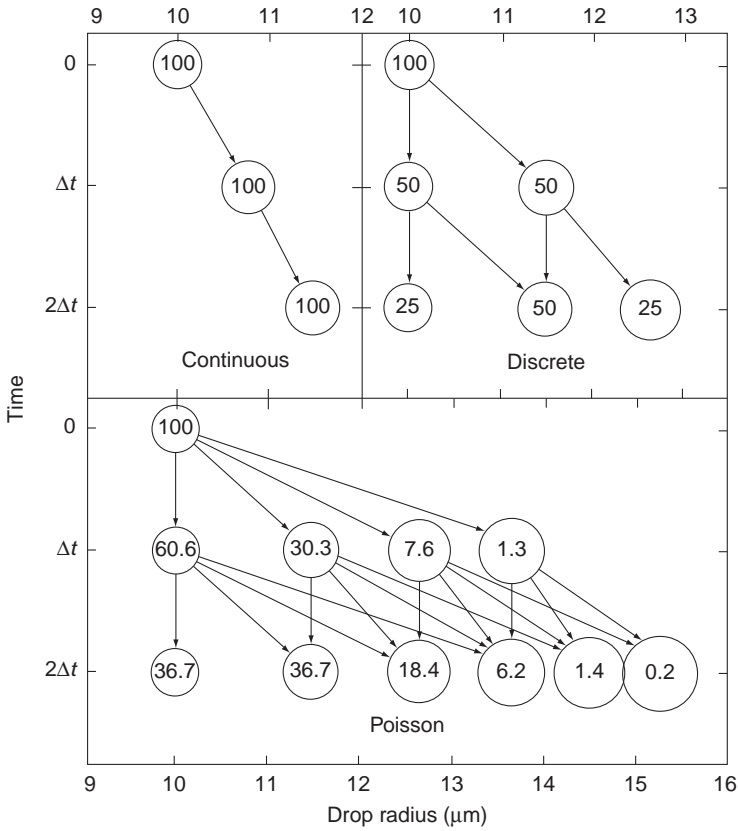 9 10 11 12 10 11 12 13
0 100 100
Δt 100 50 50
2Δt 100 25 50 25
Continuous Discrete
Time
0 100
Δt 60.6 30.3 7.6 1.3
2Δt 36.7 36.7 18.4 6.2 1.4 0.2
Poisson
9 10 11 12 13 14 15 16
Drop radius (μm)